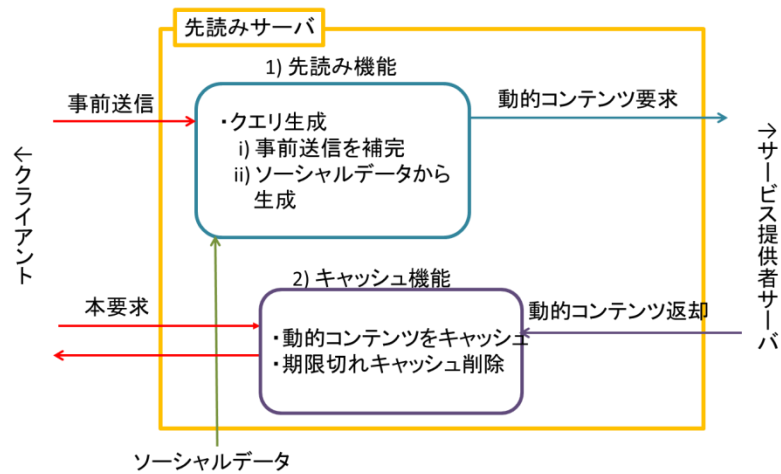 先読みサーバ
1) 先読み機能
事前送信
・クエリ生成
i) 事前送信を補完
ii) ソーシャルデータから
生成
動的コンテンツ要求
←クライアント
→サービス提供者サーバ
2) キャッシュ機能
本要求
・動的コンテンツをキャッシュ
・期限切れキャッシュ削除
動的コンテンツ返却
ソーシャルデータ